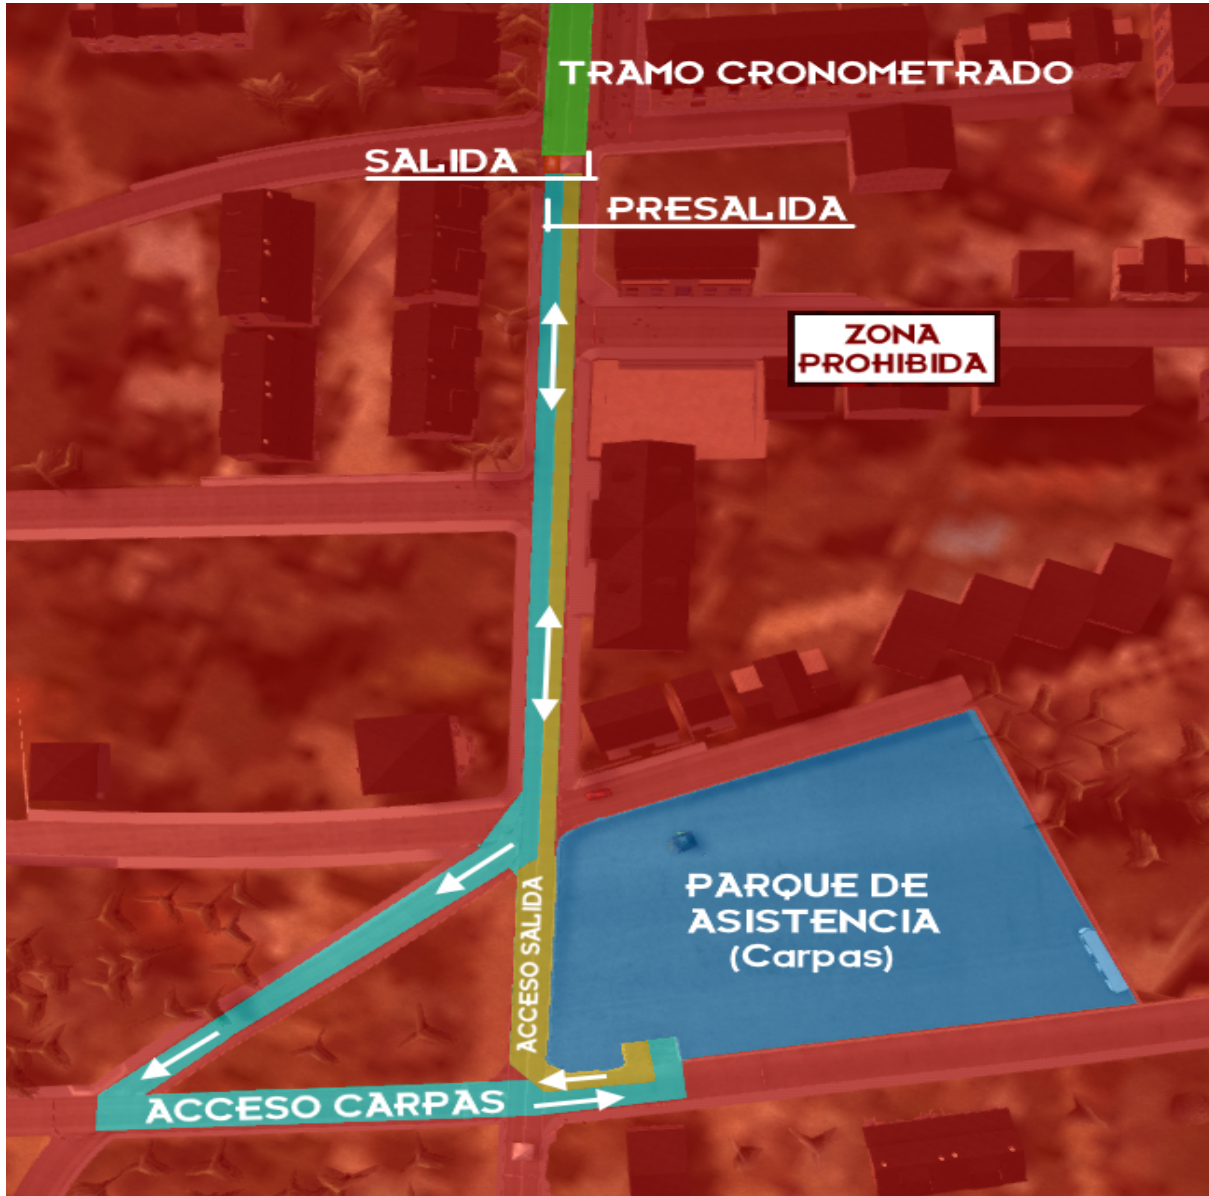 TRAMO CRONOMETRADO
SALIDA
PRESALIDA
ZONA
PROHIBIDA
PARQUE DE
ASISTENCIA
(Carpas)
ACCESO SALIDA
ACCESO CARPAS